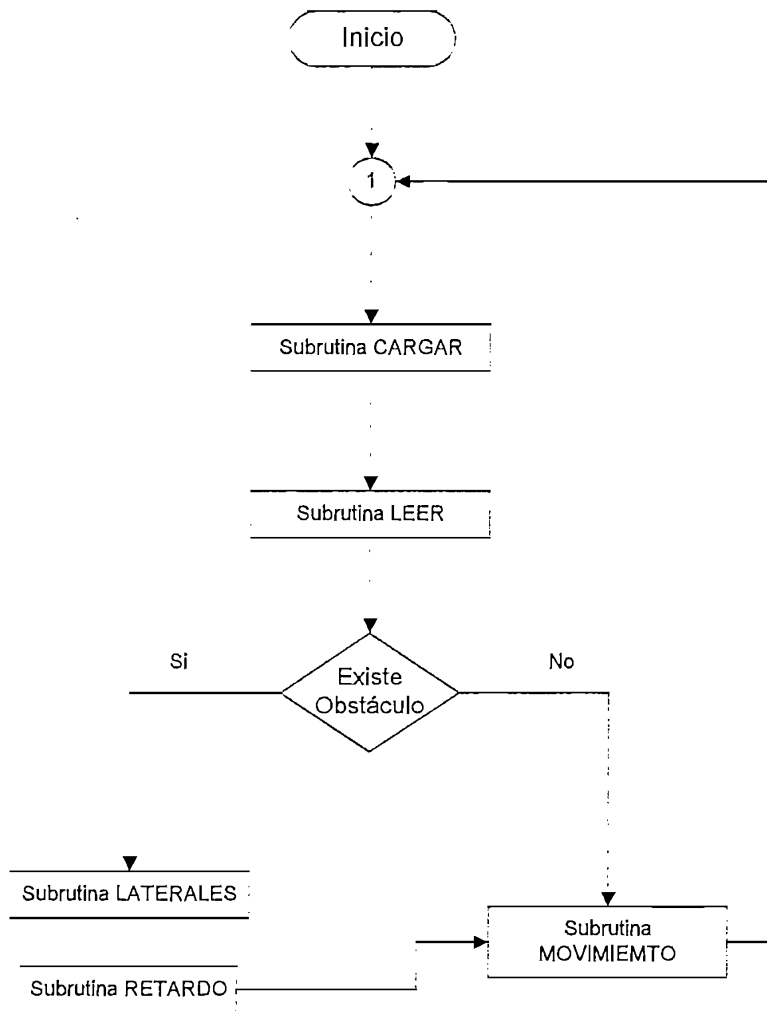 Inicio
1
Subrutina CARGAR
Subrutina LEER
Si
No
Existe
Obstáculo
Subrutina LATERALES
Subrutina
MOVIMIEMTO
Subrutina RETARDO